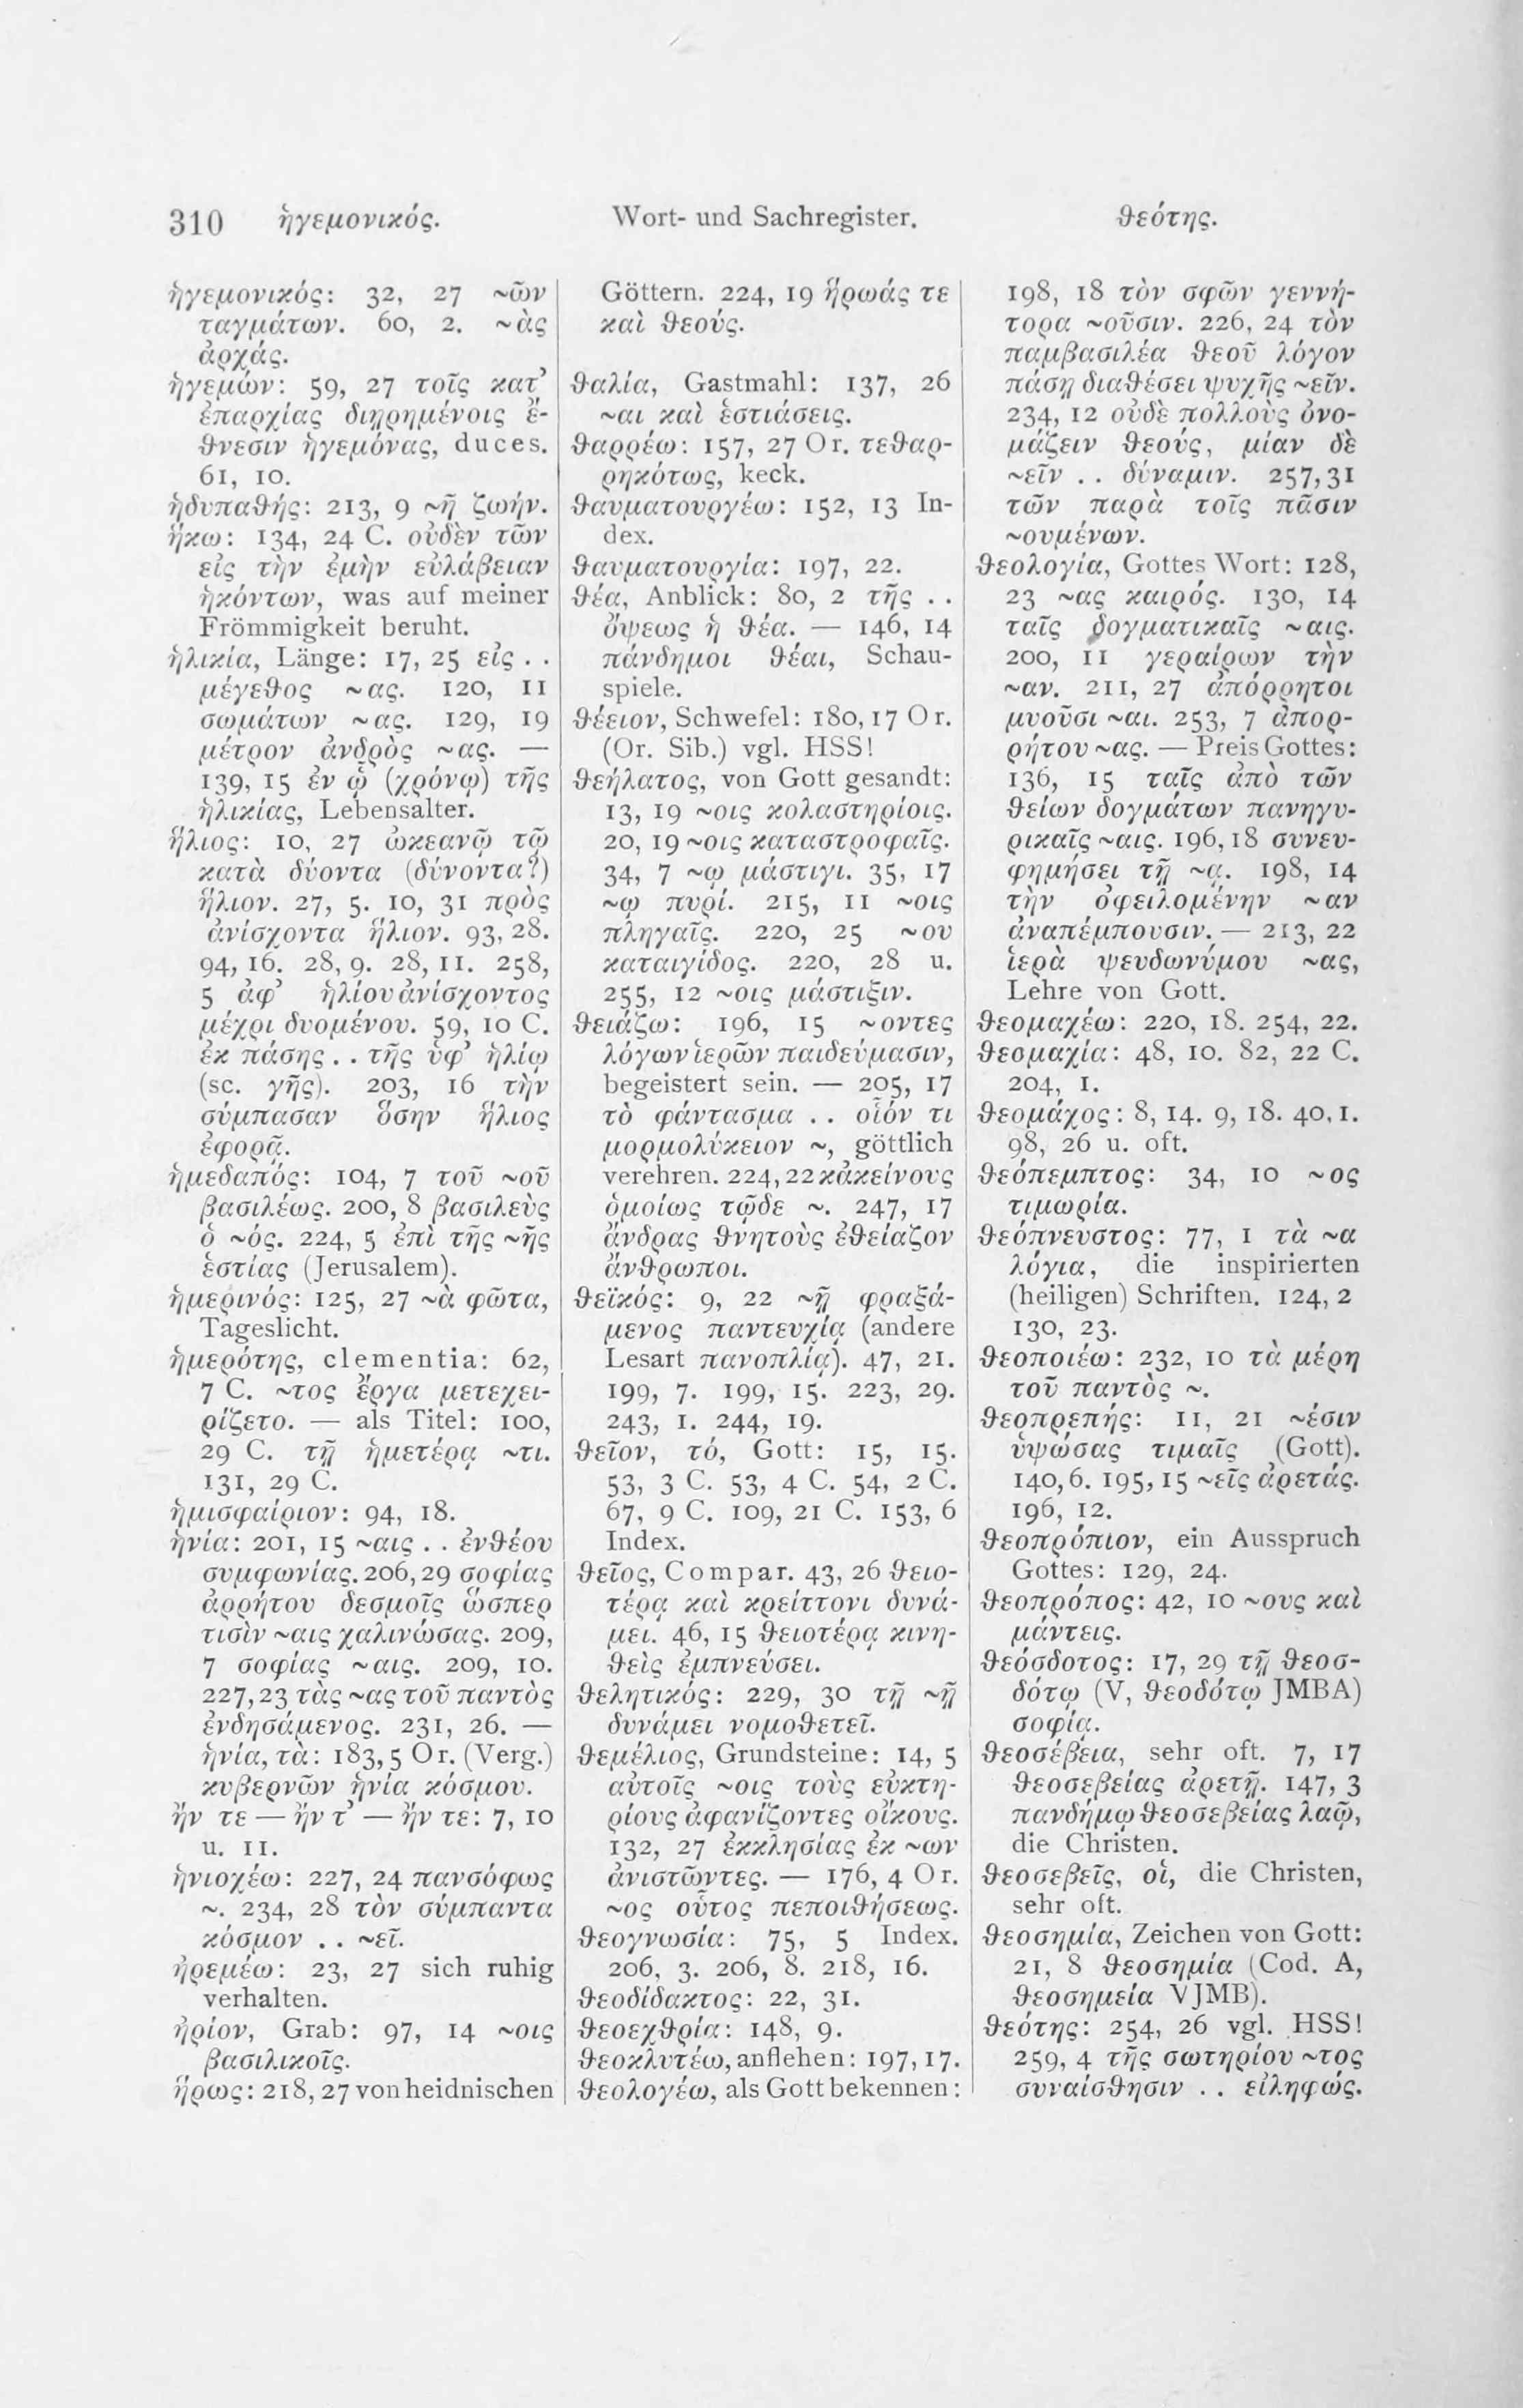 310 ἡγεμονικός. Wort- und Sachregister. θεότης.
ἡγεμονικός: 32, 27 ~ῶν
ταγμάτων. 60, 2. ~ὰς
ἀρχάς.
ἡγεμών: 59, 27 τοῖς κατ’
ἐπαρχίας διῃρημένοις ἔ-
θνεσιν ἡγεμόνας, duces.
61, 10.
ἡδυπαθής: 213, 9 ~ῆ ζωήν.
ἥκω: 134, 24 C. οὐδὲν τῶν
εἰς τὴν ἐμὴν εὐλάβειαν
ἡκόντων, was auf meiner
Frömmigkeit beruht.
ἡλικία, Länge: 17, 25 εἰς . .
μέγεθος ~ας. 120, 11
σωμάτων ~ας. 129, 19
μέτρον ἀνδρὸς ~ας. —
139, 15 ἐν ᾧ (χρόνῳ) τῆς
ἡλικίας, Lebensalter.
ἥλιος: 10, 27 ὠκεανῷ τῷ
κατὰ δύοντα (δύνοντα?)
ἥλιον. 27, 5. 10, 31 πρὸς
ἀνίσχοντα ἥλιον. 93, 28.
94, 16. 28, 9. 28, 11. 258,
5 ἀφ’ ἡλίου ἀνίσχοντος
μέχρι δυομένου. 59, 10 C.
ἐκ πάσης . . τῆς ὑφ’ ἡλίῳ
(sc. γῆς). 203, 16 τὴν
σύμπασαν ὅσην ἥλιος
ἐφορᾷ.
ἡμεδαπός: 104, 7 τοῦ ~οῦ
βασιλέως. 200, 8 βασιλεὺς
ὁ ~ός. 224, 5 ἐπὶ τῆς ~ῆς
ἑστίας (Jerusalem).
ἡμερινός: 125, 27 ~ὰ φῶτα,
Tageslicht.
ἡμερότης, clementia: 62,
7 C. ~τος ἔργα μετεχει-
ρίζετο. — als Titel: 100,
29 C. τῇ ἡμετέρᾳ ~τι.
131, 29 C.
ἡμισφαίριον: 94, 18.
ἡνία: 201, 15 ~αις . . ἐνθέου
συμφωνίας. 206, 29 σοφίας
ἀρρήτου δεσμοῖς ὥσπερ
τισὶν ~αις χαλινώσας. 209,
7 σοφίας ~αις. 209, 10.
227, 23 τὰς ~ας τοῦ παντὸς
ἐνδησάμενος. 231, 26. —
ἡνία, τὰ: 183, 5 Or. (Verg.)
κυβερνῶν ἡνία κόσμου.
ἤν τε — ἤν τ’ — ἤν τε: 7, 10
u. 11.
ἡνιοχέω: 227, 24 πανσόφως
~. 234, 28 τὸν σύμπαντα
κόσμον . . ~εῖ.
ἠρεμέω: 23, 27 sich ruhig
verhalten.
ἠρίον, Grab: 97, 14 ~οις
βασιλικοῖς.
ἥρως: 218, 27 von heidnischen
Göttern. 224, 19 ἥρωάς τε
καὶ θεούς.
θαλία, Gastmahl: 137, 26
~αι καὶ ἑστιάσεις.
θαρρέω: 157, 27 Or. τεθαρ-
ρηκότως, keck.
θαυματουργέω: 152, 13 In-
dex.
θαυματουργία: 197, 22.
θέα, Anblick: 80, 2 τῆς . .
ὄψεως ἡ θέα. — 146, 14
πάνδημοι θέαι, Schau-
spiele.
θέειον, Schwefel: 180, 17 Or.
(Or. Sib.) vgl. HSS!
θεήλατος, von Gott gesandt:
13, 19 ~οις κολαστηρίοις.
20, 19 ~οις καταστροφαῖς.
34, 7 ~ῳ μάστιγι. 35, 17
~ῳ πυρί. 215, 11 ~οις
πληγαῖς. 220, 25 ~ου
καταιγίδος. 220, 28 u.
255, 12 ~οις μάστιξιν.
θειάζω: 196, 15 ~οντες
λόγων ἱερῶν παιδεύμασιν,
begeistert sein. — 205, 17
τὸ φάντασμα . . οἷόν τι
μορμολύκειον ~, göttlich
verehren. 224, 22 κἀκείνους
ὁμοίως τῷδε ~. 247, 17
ἄνδρας θνητοὺς ἐθείαζον
ἄνθρωποι.
θεϊκός: 9, 22 ~ῇ φραξά-
μενος παντευχίᾳ (andere
Lesart πανοπλίᾳ). 47, 21.
199, 7. 199, 15. 223, 29.
243, 1. 244, 19.
θεῖον, τό, Gott: 15, 15.
53, 3 C. 53, 4 C. 54, 2 C.
67, 9 C. 109, 21 C. 153, 6
Index.
θεῖος, Compar. 43, 26 θειο-
τέρᾳ καὶ κρείττονι δυνά-
μει. 46, 15 θειοτέρᾳ κινη-
θεὶς ἐμπνεύσει.
θελητικός: 229, 30 τῇ ~ῇ
δυνάμει νομοθετεῖ.
θεμέλιος, Grundsteine: 14, 5
αὐτοῖς ~οις τοὺς εὐκτη-
ρίους ἀφανίζοντες οἴκους.
132, 27 ἐκκλησίας ἐκ ~ων
ἀνιστῶντες. — 176, 4 Or.
~ος οὗτος πεποιθήσεως.
θεογνωσία: 75, 5 Index.
206, 3. 206, 8. 218, 16.
θεοδίδακτος: 22, 31.
θεοεχθρία: 148, 9.
θεοκλυτέω, anflehen: 197, 17.
θεολογέω, als Gott bekennen:
198, 18 τὸν σφῶν γεννή-
τορα ~οῦσιν. 226, 24 τὸν
παμβασιλέα θεοῦ λόγον
πάσῃ διαθέσει ψυχῆς ~εῖν.
234, 12 οὐδὲ πολλοὺς ὀνο-
μάζειν θεούς, μίαν δὲ
~εῖν . . δύναμιν. 257, 31
τῶν παρὰ τοῖς πᾶσιν
~ουμένων.
θεολογία, Gottes Wort: 128,
23 ~ας καιρός. 130, 14
ταῖς δογματικαῖς ~αις.
200, 11 γεραίρων τὴν
~αν. 211, 27 ἀπόρρητοι
μυοῦσι ~αι. 253, 7 ἀπορ-
ρήτου ~ας. — Preis Gottes:
136, 15 ταῖς ἀπὸ τῶν
θείων δογμάτων πανηγυ-
ρικαῖς ~αις. 196, 18 συνευ-
φημήσει τῇ ~ᾳ. 198, 14
τὴν ὀφειλομένην ~αν
ἀναπέμπουσιν. — 213, 22
ἱερὰ ψευδωνύμου ~ας,
Lehre von Gott.
θεομαχέω: 220, 18. 254, 22.
θεομαχία: 48, 10. 82, 22 C.
204, 1.
θεομάχος: 8, 14. 9, 18. 40, 1.
98, 26 u. oft.
θεόπεμπτος: 34, 10 ~ος
τιμωρία.
θεόπνευστος: 77, 1 τὰ ~α
λόγια, die inspirierten
(heiligen) Schriften. 124, 2
130, 23.
θεοποιέω: 232, 10 τὰ μέρη
τοῦ παντὸς ~.
θεοπρεπής: 11, 21 ~έσιν
ὑψώσας τιμαῖς (Gott).
140, 6. 195, 15 ~εῖς ἀρετάς.
196, 12.
θεοπρόπιον, ein Ausspruch
Gottes: 129, 24.
θεοπρόπος: 42, 10 ~ους καὶ
μάντεις.
θεόσδοτος: 17, 29 τῇ θεοσ-
δότῳ (V, θεοδότῳ JMBA)
σοφίᾳ.
θεοσέβεια, sehr oft. 7, 17
θεοσεβείας ἀρετῇ. 147, 3
πανδήμῳ θεοσεβείας λαῷ,
die Christen.
θεοσεβεῖς, οἱ, die Christen,
sehr oft.
θεοσημία, Zeichen von Gott:
21, 8 θεοσημία (Cod. A,
θεοσημεία VJMB).
θεότης: 254, 26 vgl. HSS!
259, 4 τῆς σωτηρίου ~τος
συναίσθησιν . . εἰληφώς.